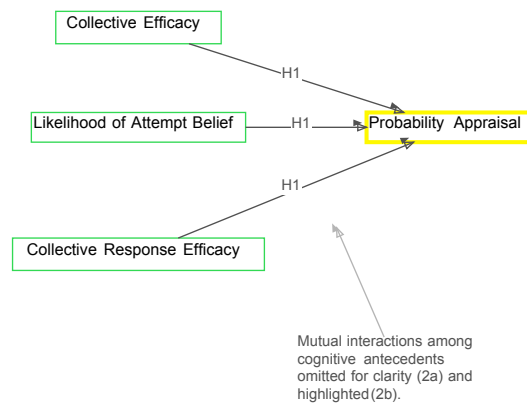 Collective Efficacy
H1
Likelihood of Attempt Belief
H1
Probability Appraisal
H1
Collective Response Efficacy
Mutual interactions among
cognitive antecedents
omitted for clarity (2a) and
highlighted (2b).